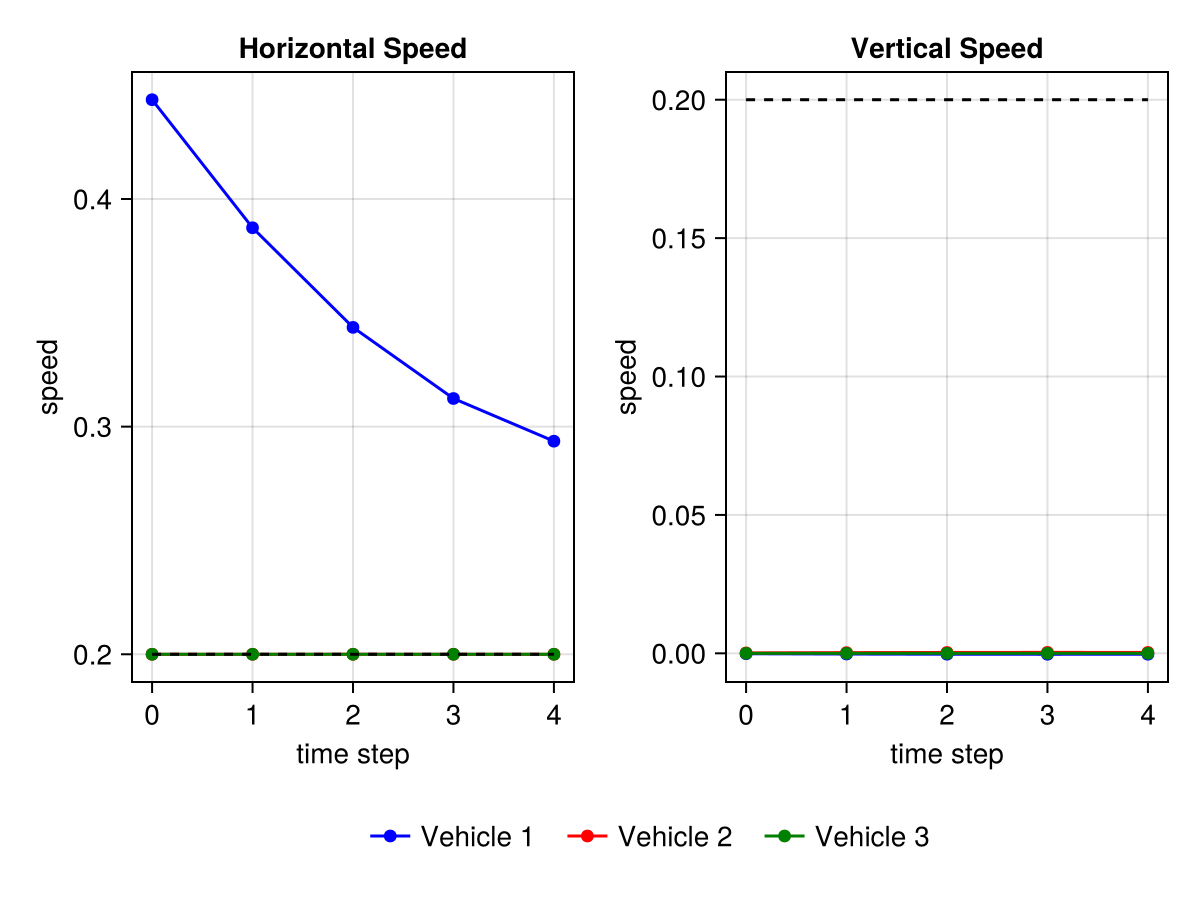 Horizontal Speed
Vertical Speed
speed
0.4
0.3
0.2
0 1 2 3 4
time step
speed
0.20
0.15
0.10
0.05
0.00
0 1 2 3 4
time step
Vehicle 1 Vehicle 2 Vehicle 3